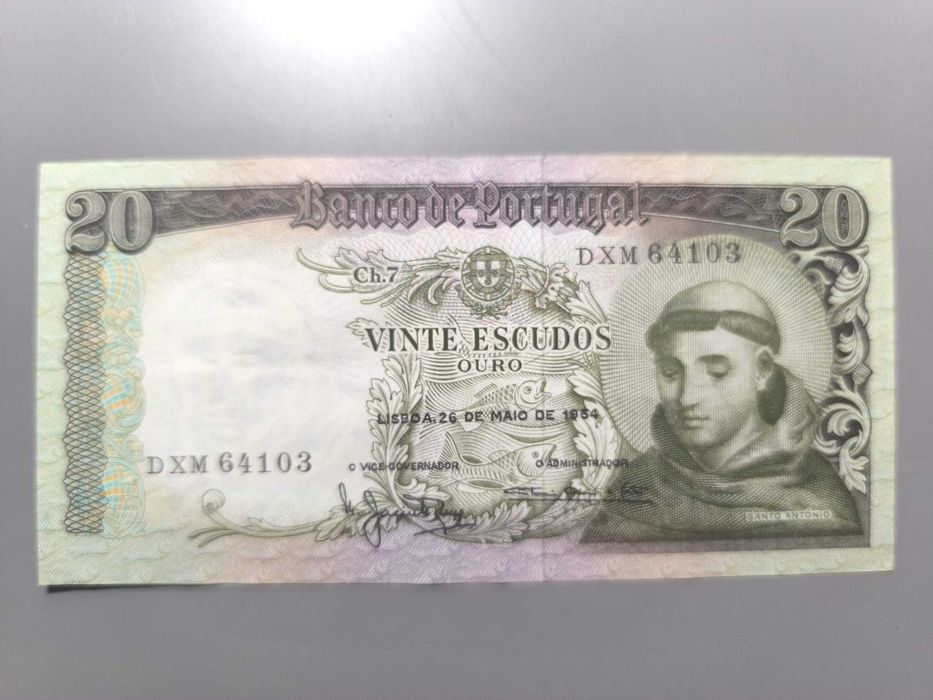 20 Banco de Portugal 20
DXM 64103
Ch.7
VINTE ESCUDOS
OURO
LISBOA, 26 DE MAIO DE 1964
DXM 64103
O VICE-GOVERNADOR
O ADMINISTRADOR
SANTO ANTÓNIO